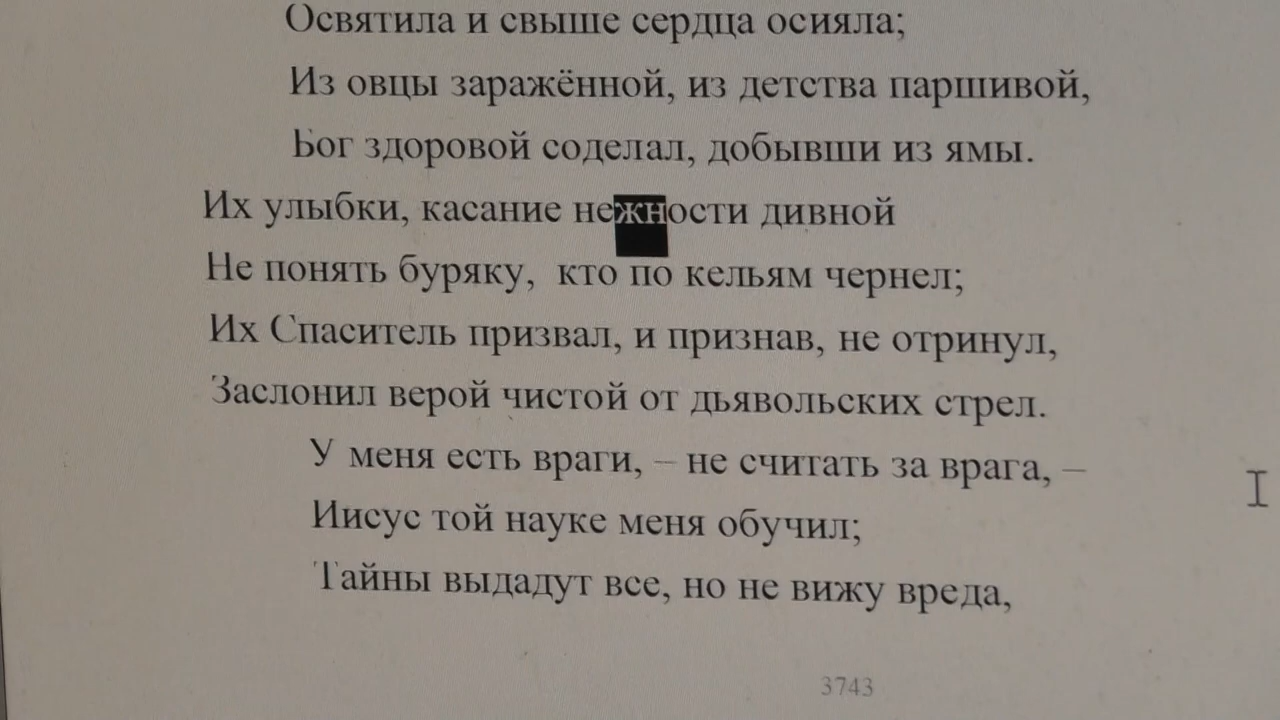 Освятила и свыше сердца осияла;
Из овцы заражённой, из детства паршивой,
Бог здоровой соделал, добывши из ямы.
Их улыбки, касание нежности дивной
Не понять буряку, кто по кельям чернел;
Их Спаситель призвал, и признав, не отринул,
Заслонил верой чистой от дьявольских стрел.
У меня есть враги, – не считать за врага, –
Иисус той науке меня обучил;
Тайны выдадут все, но не вижу вреда,
3743